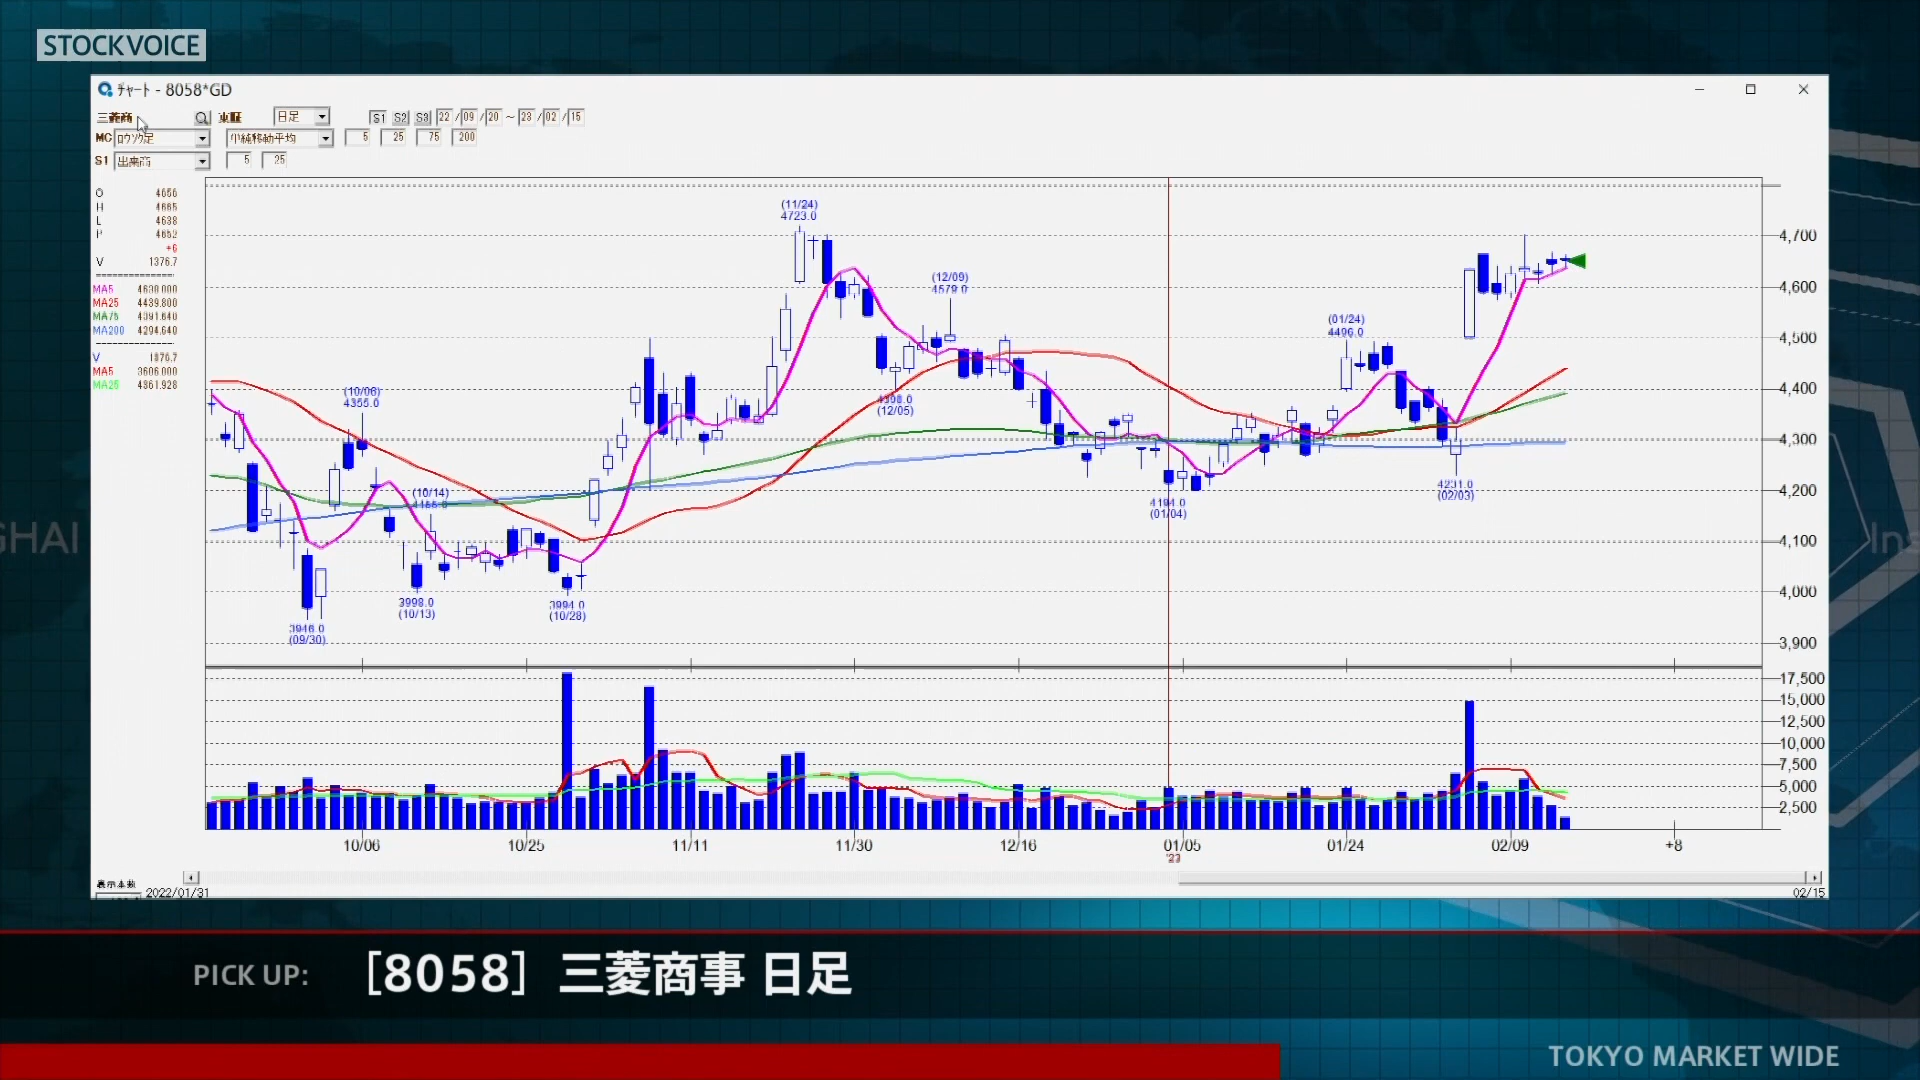 STOCKVOICE
チャート - 8058*GD
三菱商 東証 日足 S1 S2 S3 22/09/20 ~ 23/02/15
MC ロウソク足 単純移動平均 5 25 75 200
S1 出来高 5 25
O 4656
H 4665
L 4638
P 4652
+6
V 1376.7
MA5 4638.000
MA25 4439.800
MA75 4391.640
MA200 4294.640
V 1376.7
MA5 3606.000
MA25 4361.928
(11/24)
4723.0
(12/09)
4579.0
(01/24)
4496.0
(10/06)
4355.0
4398.0
(12/05)
(10/14)
4231.0
(02/03)
4194.0
(01/04)
3998.0
(10/13)
3994.0
(10/28)
3946.0
(09/30)
4,700
4,600
4,500
4,400
4,300
4,200
4,100
4,000
3,900
17,500
15,000
12,500
10,000
7,500
5,000
2,500
10/06 10/25 11/11 11/30 12/16 01/05 01/24 02/09 +8
'23
表示本数
2022/01/31 02/15
PICK UP: [8058] 三菱商事 日足
TOKYO MARKET WIDE